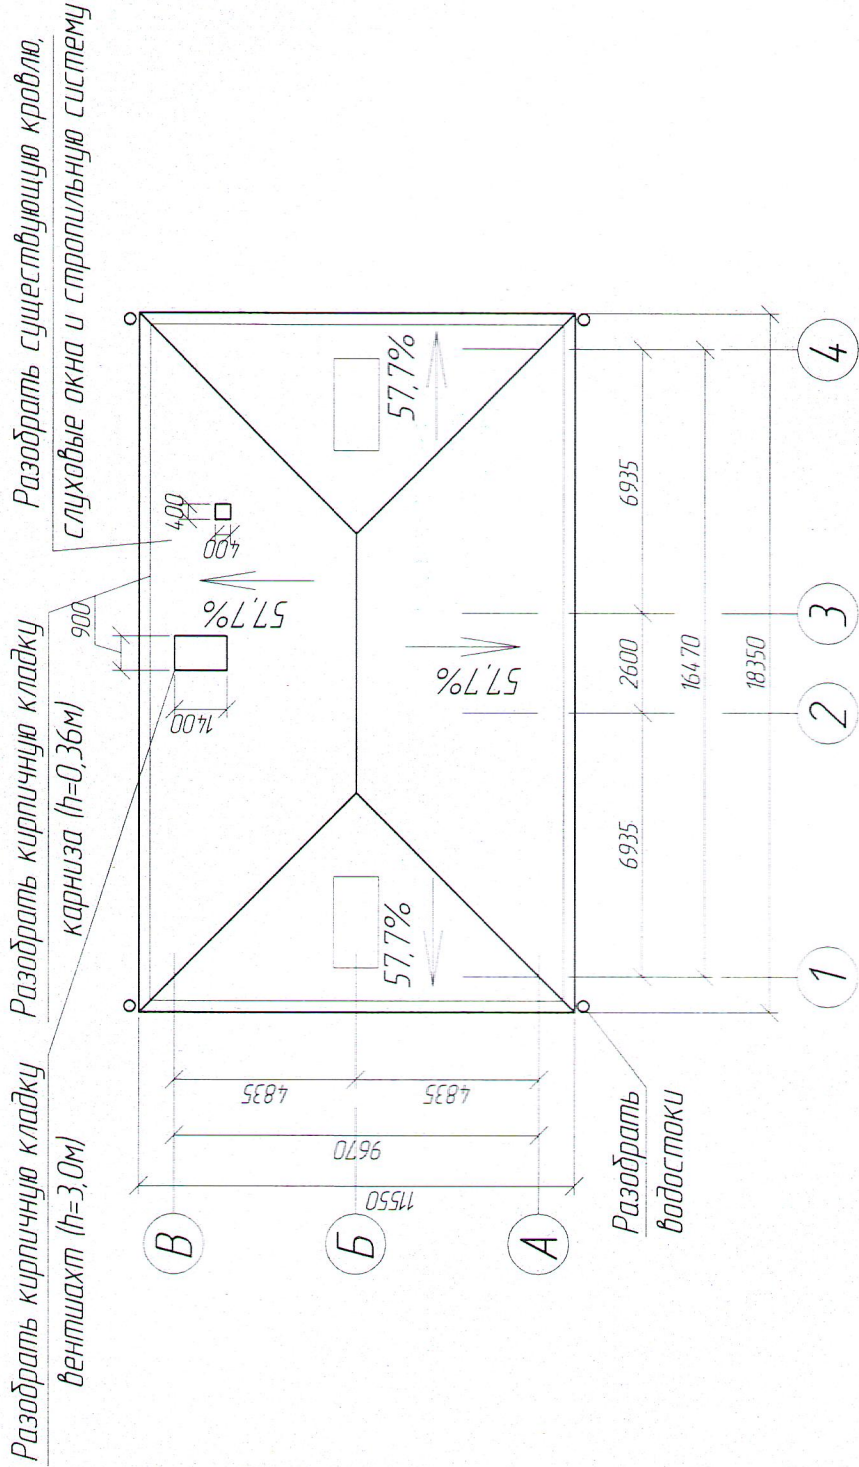 Разобрать кирпичную кладку
вентшахт (h=3,0м)
Разобрать кирпичную кладку
карниза (h=0,36м)
Разобрать существующую кровлю,
слуховые окна и стропильную систему
900
1400
400
400
57,7%
57,7%
57,7%
57,7%
4835
4835
9670
11550
В
Б
А
Разобрать
водостоки
6935
2600
6935
16470
18350
1
2
3
4